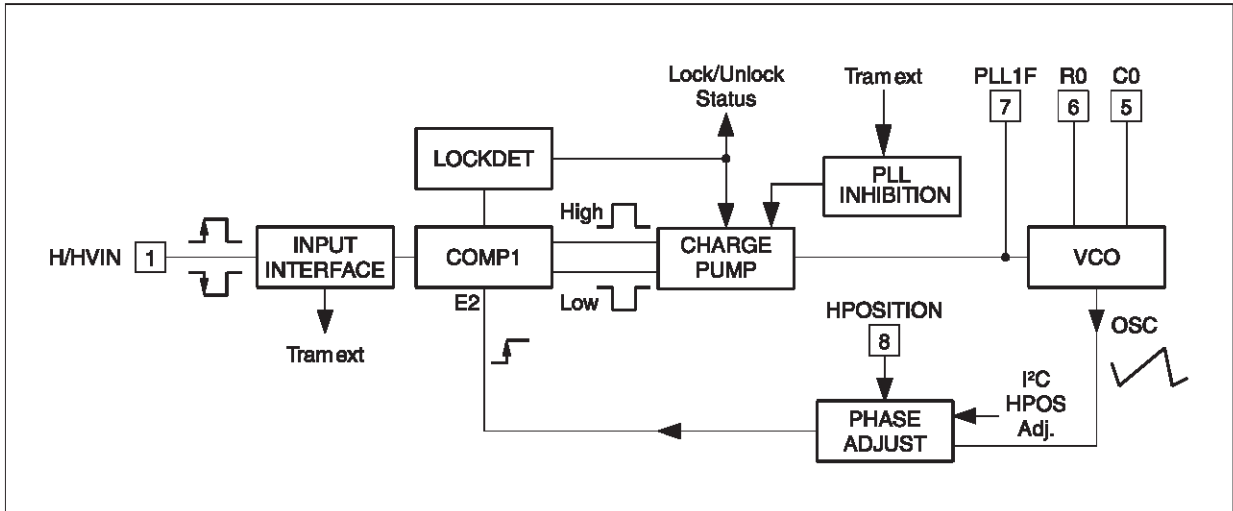 Lock/Unlock
Status
Tramext
PLL1F
R0
C0
7
6
5
LOCKDET
PLL
INHIBITION
High
H/HVIN
1
INPUT
INTERFACE
COMP1
CHARGE
PUMP
VCO
E2
Low
Tramext
HPOSITION
8
OSC
I²C
HPOS
Adj.
PHASE
ADJUST